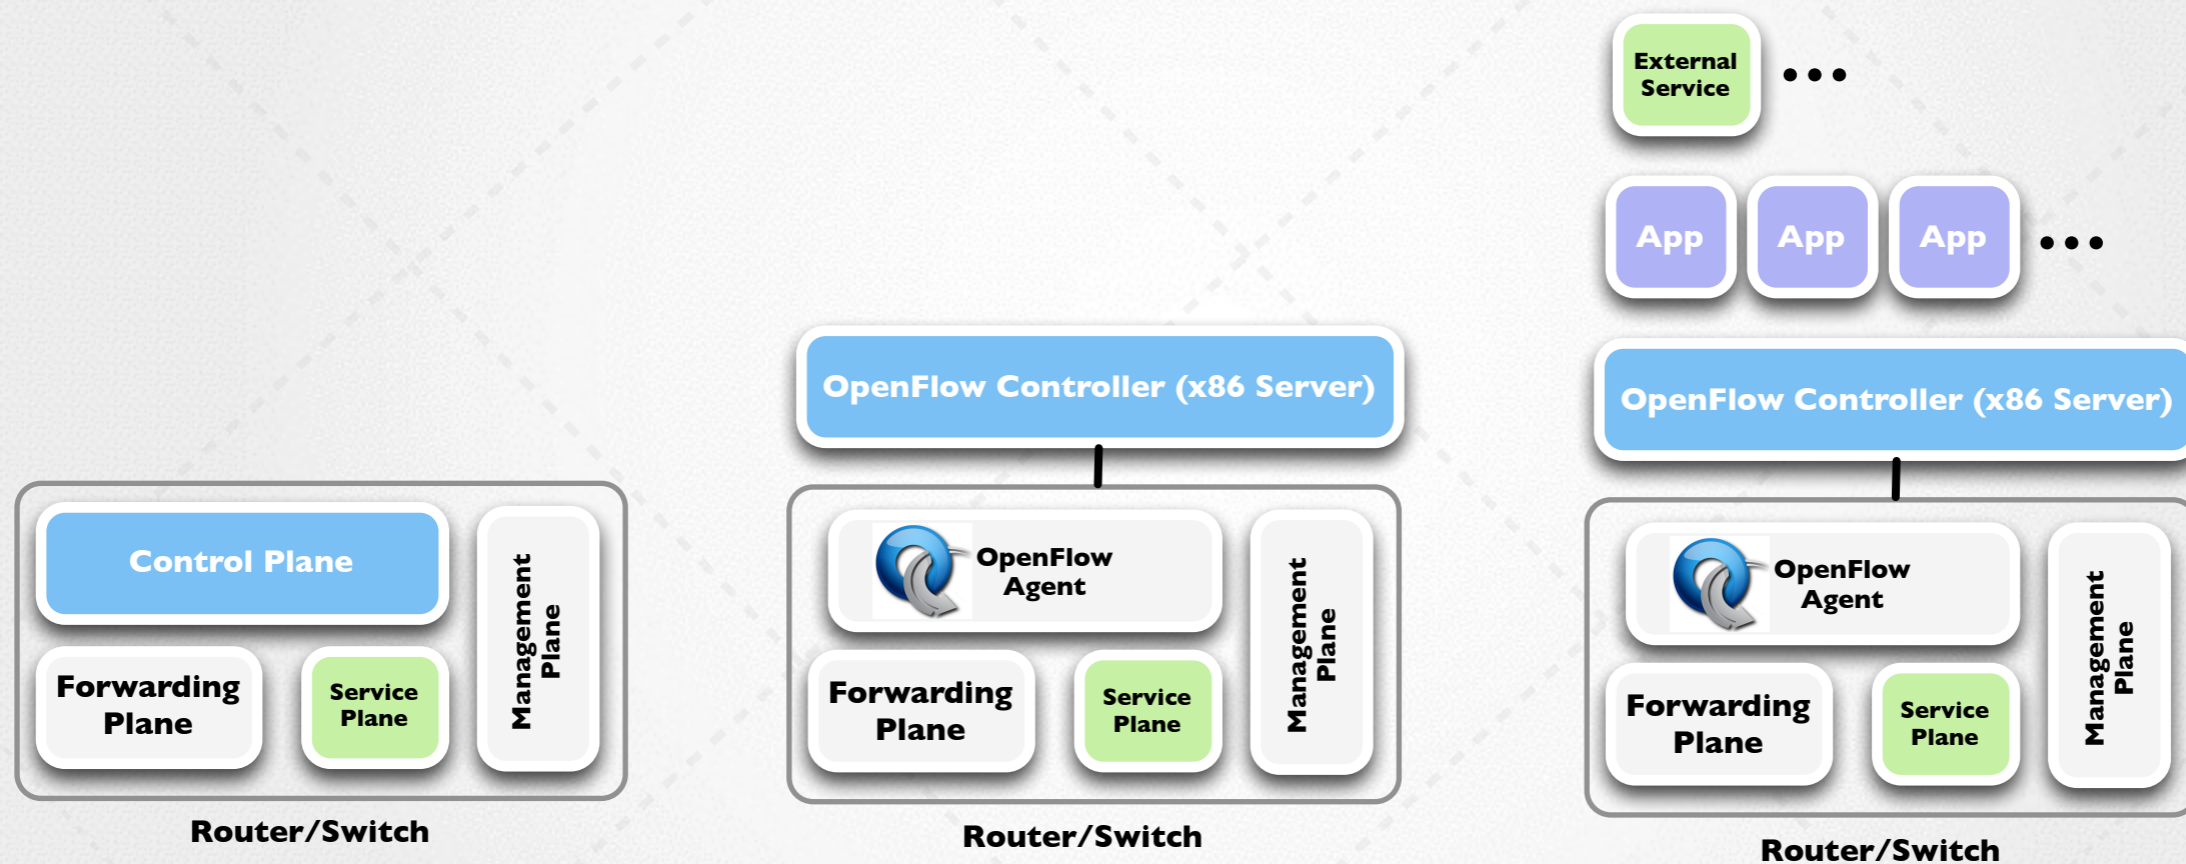 Control Plane
Forwarding
Plane
Service
Plane
Management
Plane
Router/Switch
OpenFlow Controller (x86 Server)
OpenFlow
Agent
Forwarding
Plane
Service
Plane
Management
Plane
Router/Switch
External
Service
•••
App
App
App
•••
OpenFlow Controller (x86 Server)
OpenFlow
Agent
Forwarding
Plane
Service
Plane
Management
Plane
Router/Switch